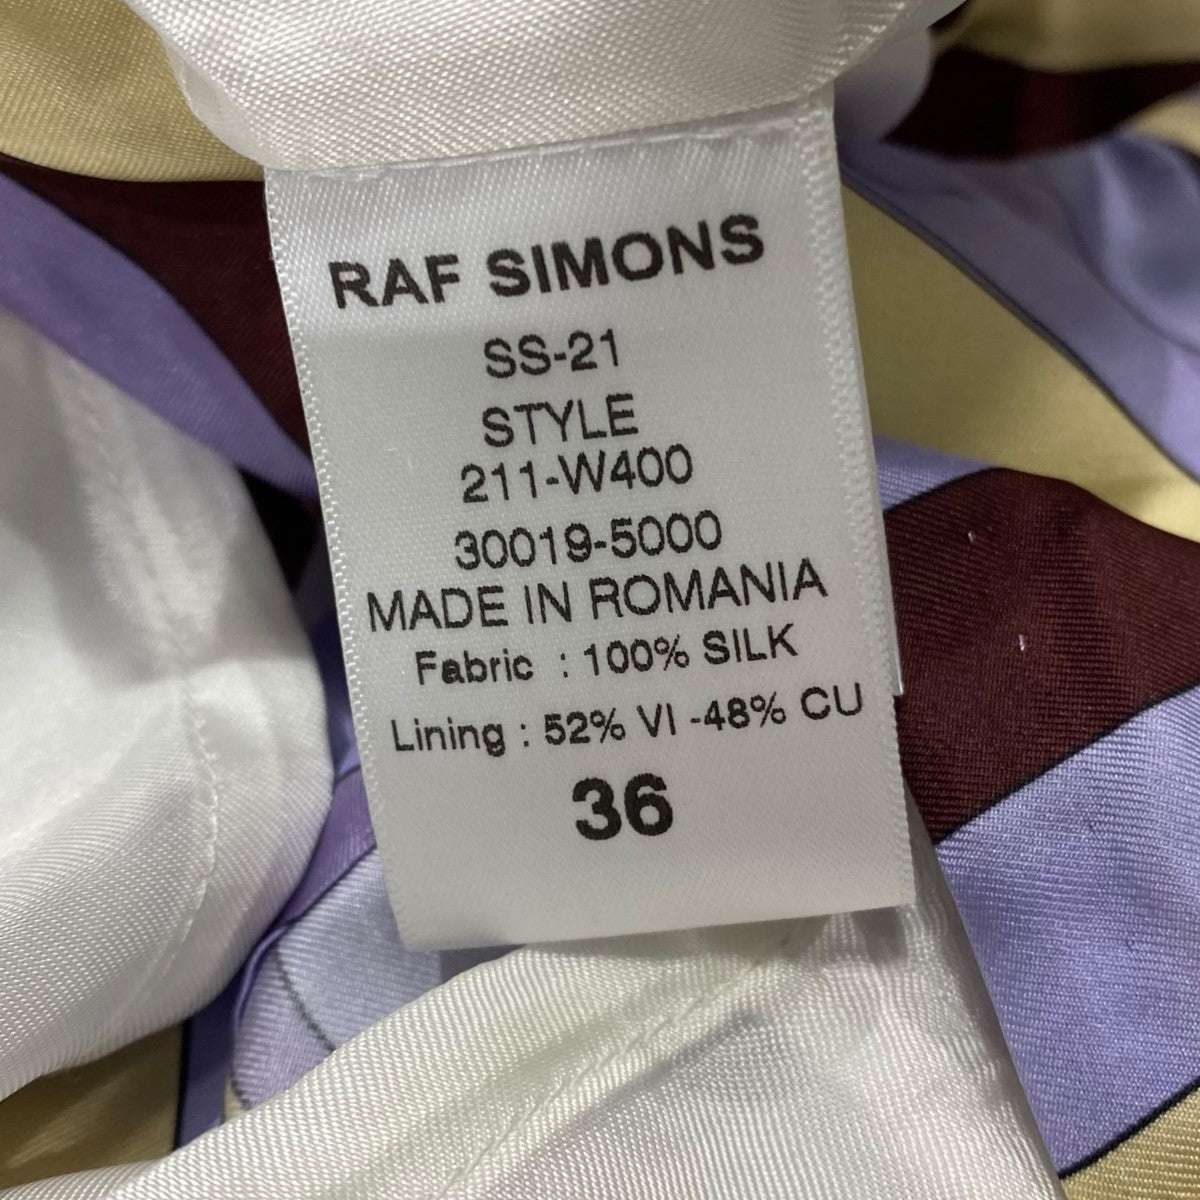 RAF SIMONS
SS-21
STYLE
211-W400
30019-5000
MADE IN ROMANIA
Fabric : 100% SILK
Lining : 52% VI -48% CU
36